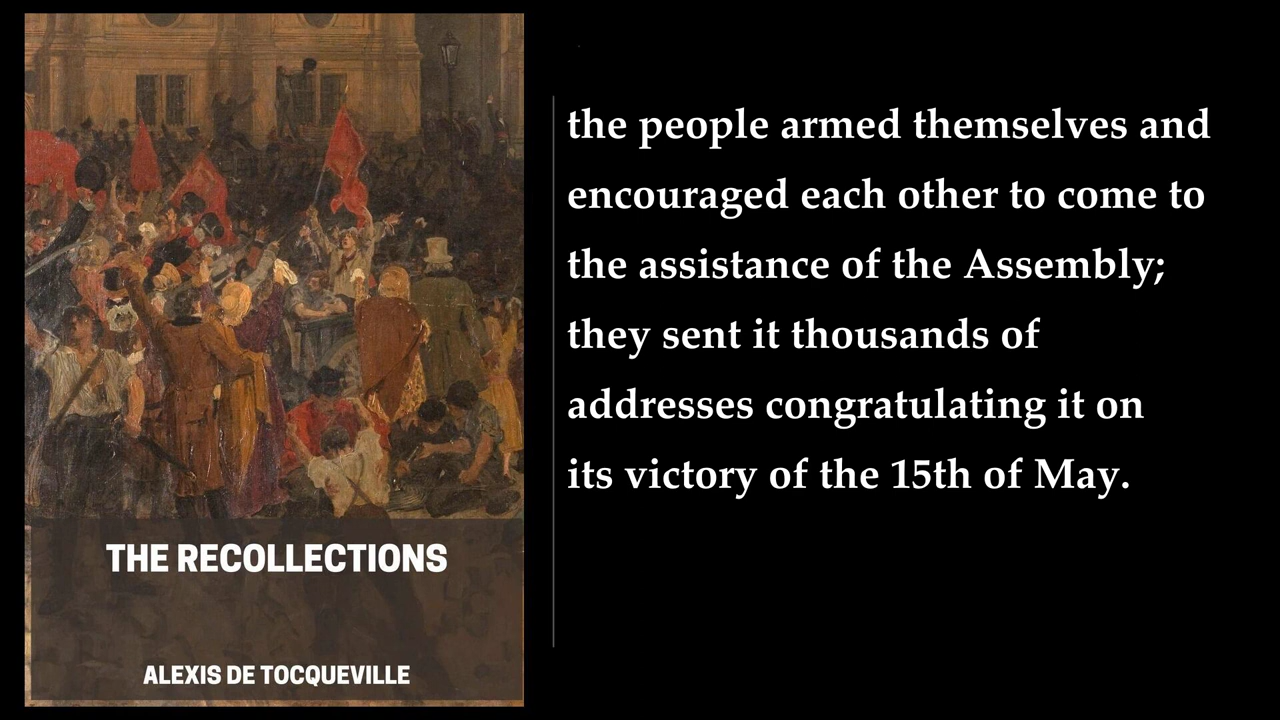 THE RECOLLECTIONS
ALEXIS DE TOCQUEVILLE
the people armed themselves and
encouraged each other to come to
the assistance of the Assembly;
they sent it thousands of
addresses congratulating it on
its victory of the 15th of May.